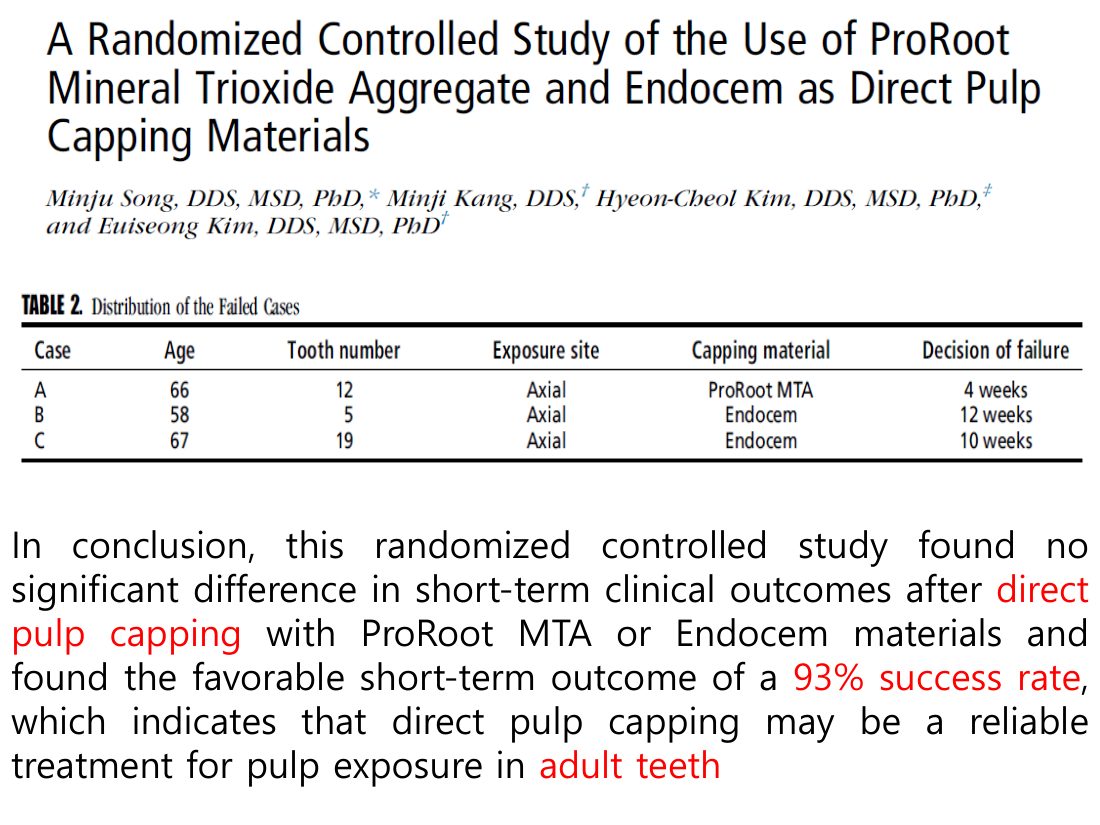 A Randomized Controlled Study of the Use of ProRoot
Mineral Trioxide Aggregate and Endocem as Direct Pulp
Capping Materials
Minju Song, DDS, MSD, PhD,* Minji Kang, DDS,† Hyeon-Cheol Kim, DDS, MSD, PhD,‡
and Euiseong Kim, DDS, MSD, PhD†
TABLE 2. Distribution of the Failed Cases
Case Age Tooth number Exposure site Capping material Decision of failure
A 66 12 Axial ProRoot MTA 4 weeks
B 58 5 Axial Endocem 12 weeks
C 67 19 Axial Endocem 10 weeks
In conclusion, this randomized controlled study found no
significant difference in short-term clinical outcomes after direct
pulp capping with ProRoot MTA or Endocem materials and
found the favorable short-term outcome of a 93% success rate,
which indicates that direct pulp capping may be a reliable
treatment for pulp exposure in adult teeth